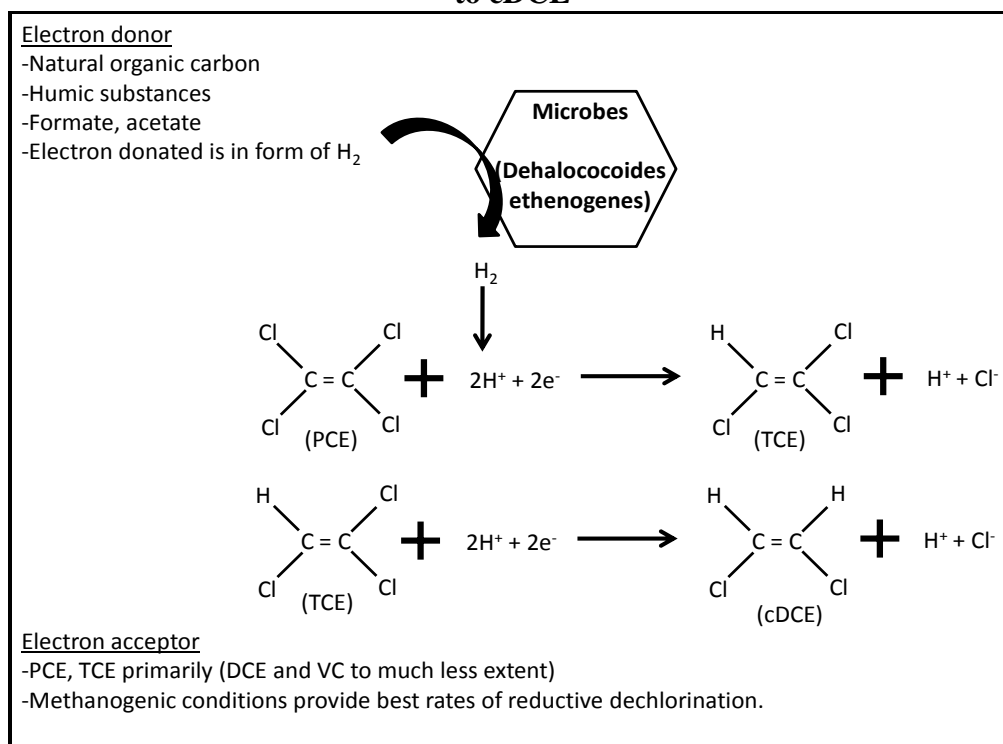 to cDCE
Electron donor
-Natural organic carbon
-Humic substances
-Formate, acetate
-Electron donated is in form of H₂
Microbes
(Dehalococoides
ethenogenes)
H₂
Cl Cl H Cl
C = C + 2H⁺ + 2e⁻ → C = C + H⁺ + Cl⁻
Cl Cl Cl Cl
(PCE) (TCE)
H Cl H H
C = C + 2H⁺ + 2e⁻ → C = C + H⁺ + Cl⁻
Cl Cl Cl Cl
(TCE) (cDCE)
Electron acceptor
-PCE, TCE primarily (DCE and VC to much less extent)
-Methanogenic conditions provide best rates of reductive dechlorination.